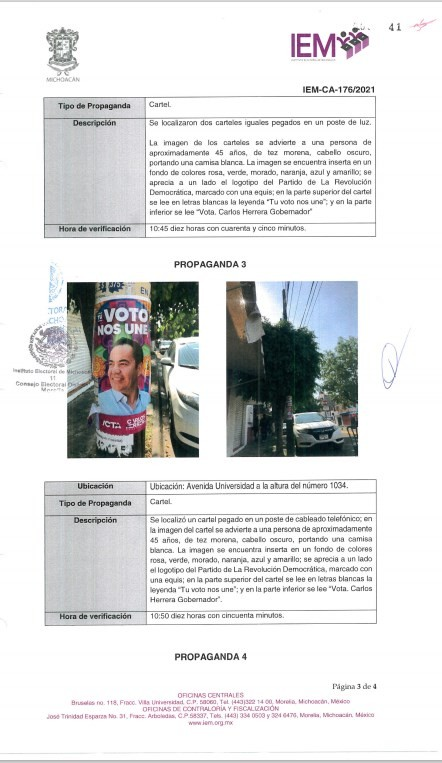 MICHOACÁN
IEM
41
IEM-CA-176/2021
Tipo de Propaganda Cartel.
Descripción Se localizaron dos carteles iguales pegados en un poste de luz.
La imagen de los carteles se advierte a una persona de
aproximadamente 45 años, de tez morena, cabello oscuro,
portando una camisa blanca. La imagen se encuentra inserta en un
fondo de colores rosa, verde, morado, naranja, azul y amarillo; se
aprecia a un lado el logotipo del Partido de La Revolución
Democrática, marcado con una equis; en la parte superior del cartel
se lee en letras blancas la leyenda "Tu voto nos une"; y en la parte
inferior se lee "Vota. Carlos Herrera Gobernador"
Hora de verificación 10:45 diez horas con cuarenta y cinco minutos.
PROPAGANDA 3
VOTO
NOS UNE
Instituto Electoral de Michoacán
11
Consejo Electoral
Ubicación Ubicación: Avenida Universidad a la altura del número 1034.
Tipo de Propaganda Cartel.
Descripción Se localizó un cartel pegado en un poste de cableado telefónico; en
la imagen del cartel se advierte a una persona de aproximadamente
45 años, de tez morena, cabello oscuro, portando una camisa
blanca. La imagen se encuentra inserta en un fondo de colores
rosa, verde, morado, naranja, azul y amarillo; se aprecia a un lado
el logotipo del Partido de La Revolución Democrática, marcado con
una equis; en la parte superior del cartel se lee en letras blancas la
leyenda "Tu voto nos une"; y en la parte inferior se lee "Vota. Carlos
Herrera Gobernador".
Hora de verificación 10:50 diez horas con cincuenta minutos.
PROPAGANDA 4
Página 3 de 4
OFICINAS CENTRALES
Bruselas no. 118, Fracc. Villa Universidad, C.P. 58060, Tel. (443)322 14 00, Morelia, Michoacán, México
OFICINAS DE CONTRALORÍA Y FISCALIZACIÓN
José Trinidad Esparza No. 31, Fracc. Arboledas, C.P.58337, Tels. (443) 334 0503 y 324 6476, Morelia, Michoacán, México
www.iem.org.mx